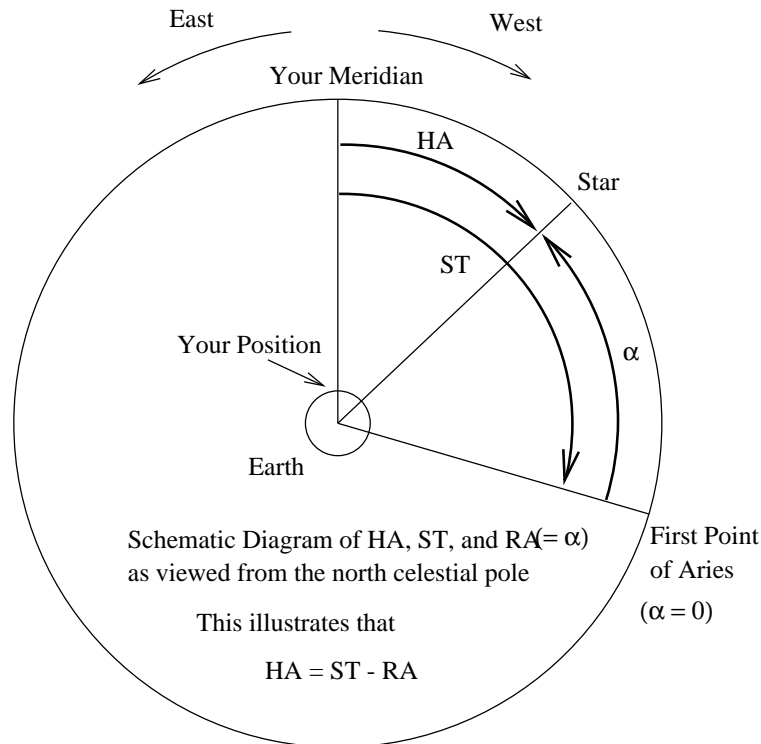 East
West
Your Meridian
HA
Star
ST
α
Your Position
Earth
First Point
of Aries
(α = 0)
Schematic Diagram of HA, ST, and RA(= α)
as viewed from the north celestial pole
This illustrates that
HA = ST - RA